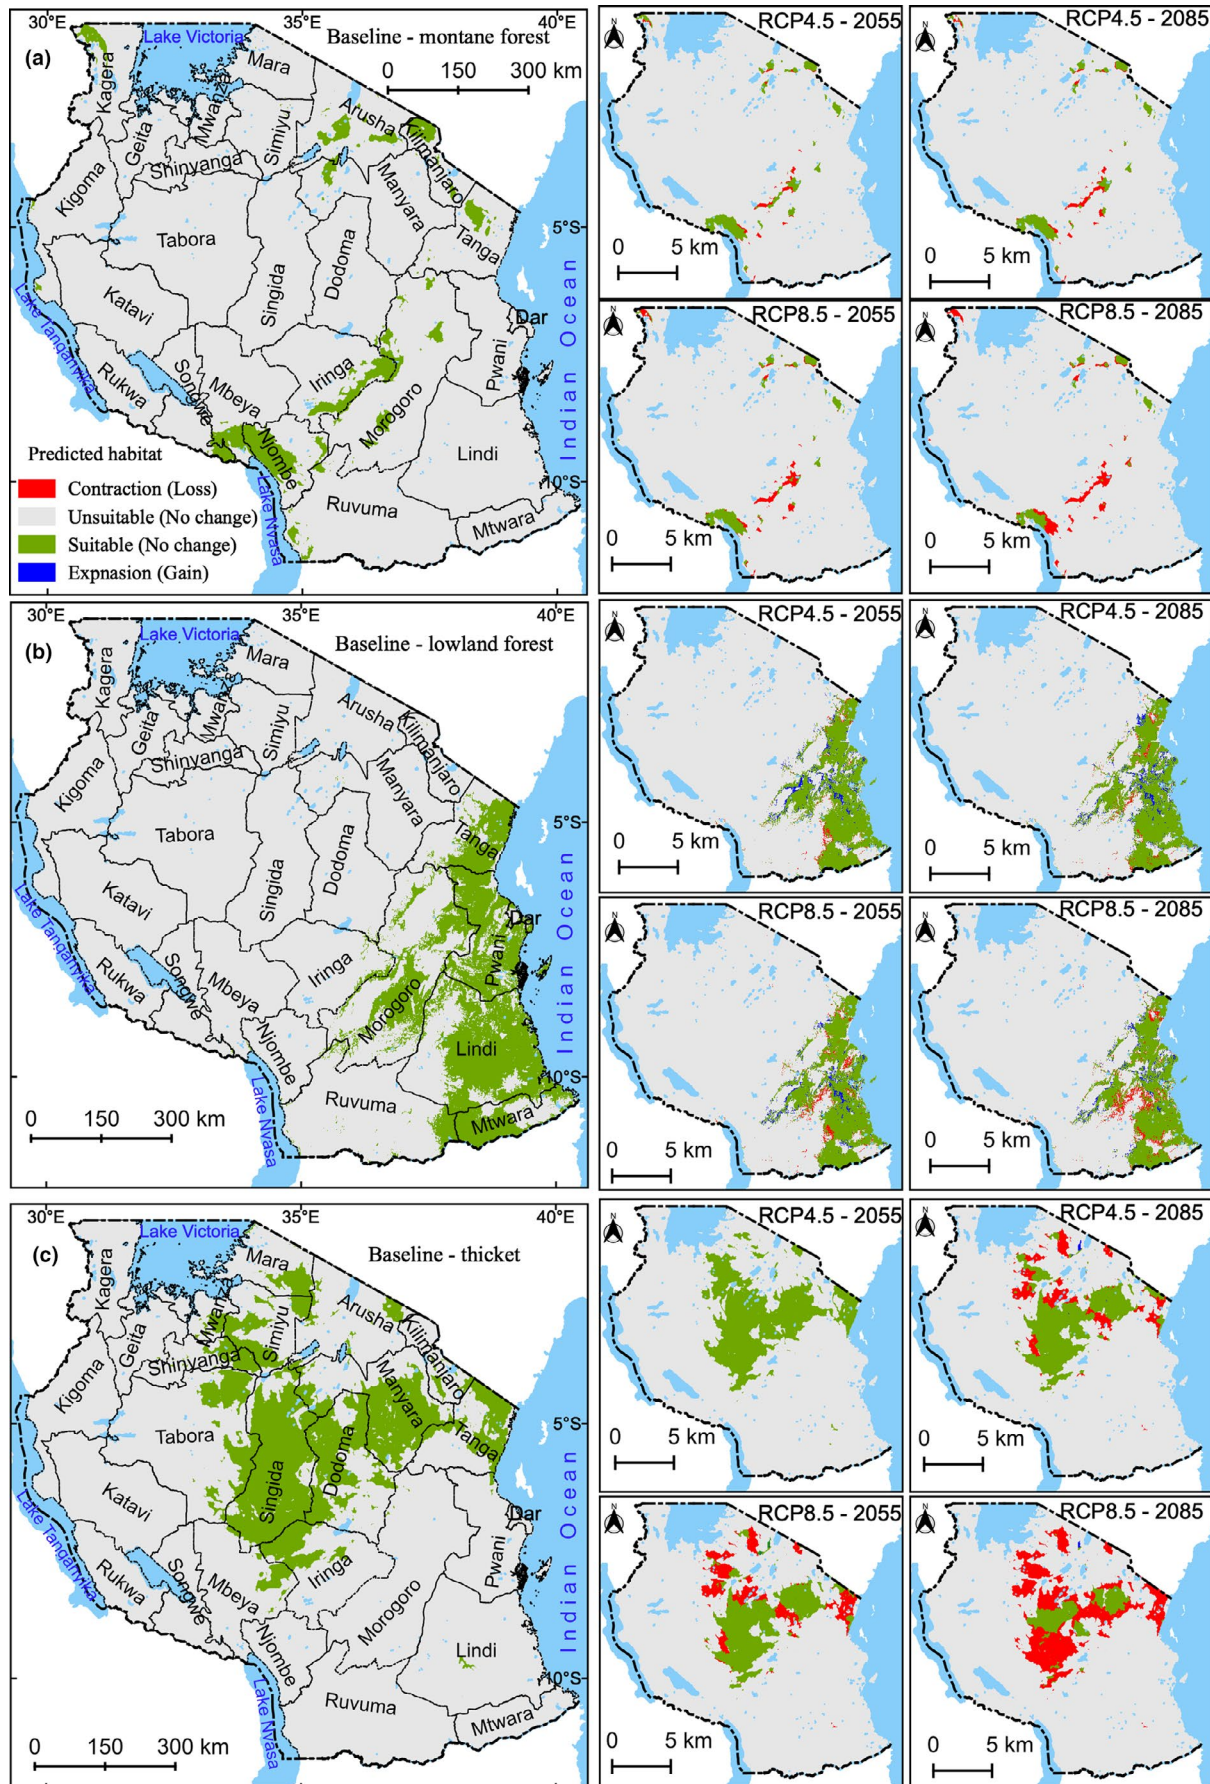 30°E 35°E 40°E
(a)
Lake Victoria
Baseline - montane forest
0 150 300 km
Kagera
Mara
Geita
Mwanza
Simiyu
Arusha
Kilimanjaro
Shinyanga
Kigoma
Manyara
Tabora
Singida
Dodoma
Tanga
5°S
Katavi
Lake Tanganyika
Rukwa
Songwe
Mbeya
Iringa
Morogoro
Dar
Pwani
Indian Ocean
Njombe
Lindi
10°S
Ruvuma
Mtwara
Lake Nyasa
Predicted habitat
Contraction (Loss)
Unsuitable (No change)
Suitable (No change)
Expnasion (Gain)
RCP4.5 - 2055
N
0 5 km
RCP4.5 - 2085
N
0 5 km
RCP8.5 - 2055
N
0 5 km
RCP8.5 - 2085
N
0 5 km
30°E 35°E 40°E
(b)
Lake Victoria
Baseline - lowland forest
Kagera
Mara
Geita
Mwanz
Simiyu
Arusha
Kilimanjaro
Shinyanga
Kigoma
Manyara
Tabora
Singida
Dodoma
Tanga
5°S
Katavi
Lake Tanganyika
Rukwa
Songwe
Mbeya
Iringa
Morogoro
Dar
Pwani
Indian Ocean
Njombe
Lindi
10°S
Ruvuma
Mtwara
Lake Nyasa
0 150 300 km
RCP4.5 - 2055
N
0 5 km
RCP4.5 - 2085
N
0 5 km
RCP8.5 - 2055
N
0 5 km
RCP8.5 - 2085
N
0 5 km
30°E 35°E 40°E
(c)
Lake Victoria
Baseline - thicket
Kagera
Mara
Geita
Mwanza
Simiyu
Arusha
Kilimanjaro
Shinyanga
Kigoma
Manyara
Tabora
Singida
Dodoma
Tanga
5°S
Katavi
Lake Tanganyika
Rukwa
Songwe
Mbeya
Iringa
Morogoro
Dar
Pwani
Indian Ocean
Njombe
Lindi
10°S
Ruvuma
Mtwara
Lake Nyasa
0 150 300 km
RCP4.5 - 2055
N
0 5 km
RCP4.5 - 2085
N
0 5 km
RCP8.5 - 2055
N
0 5 km
RCP8.5 - 2085
N
0 5 km